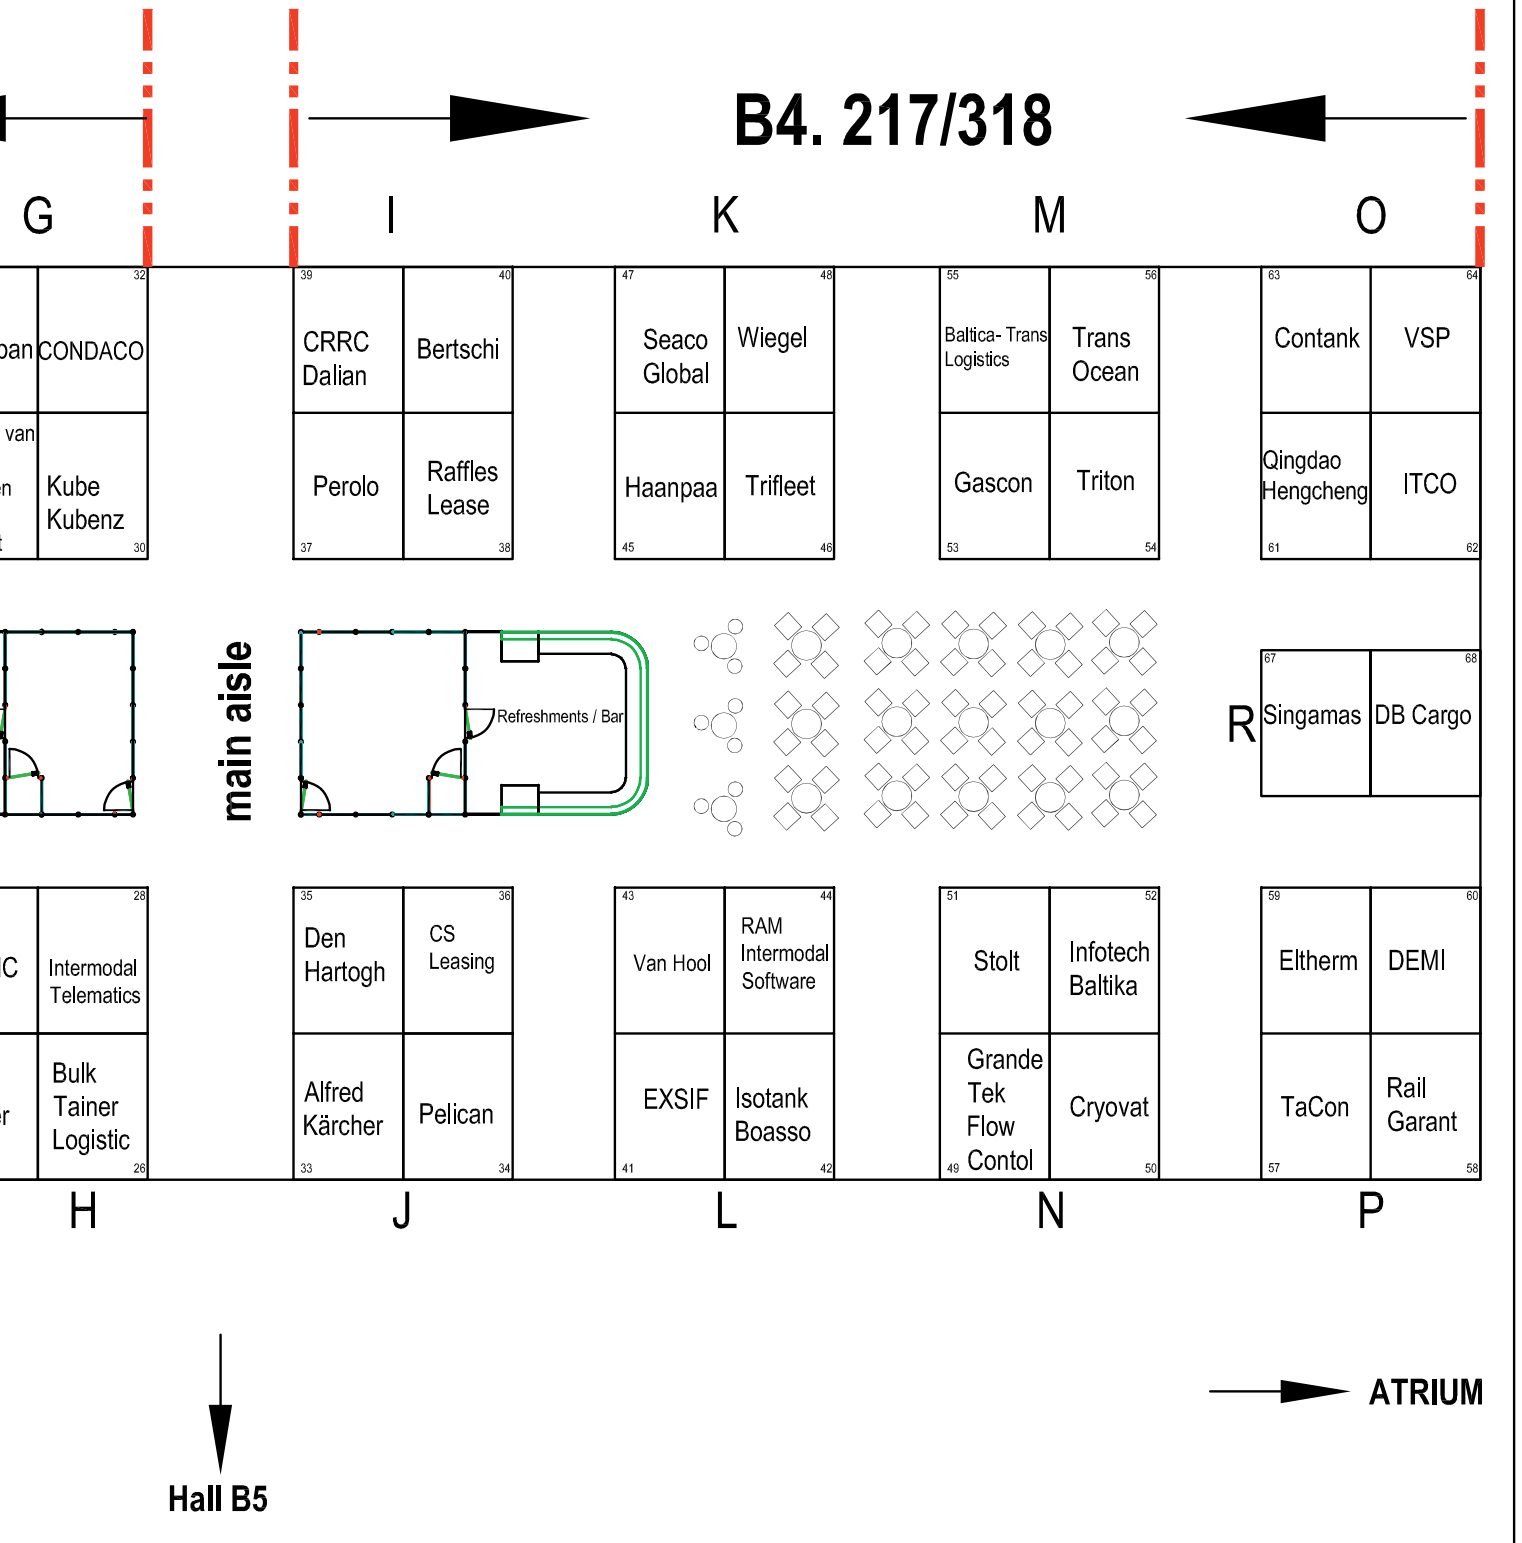 B4. 217/318
G
I
K
M
O
32
39
40
47
48
55
56
63
64
CONDACO
CRRC
Dalian
Bertschi
Seaco
Global
Wiegel
Baltica- Trans
Logistics
Trans
Ocean
Contank
VSP
van
Kube
Kubenz
Perolo
Raffles
Lease
Haanpaa
Trifleet
Gascon
Triton
Qingdao
Hengcheng
ITCO
30
37
38
45
46
53
54
61
62
main aisle
Refreshments / Bar
R
67
68
Singamas
DB Cargo
28
35
36
43
44
51
52
59
60
Intermodal
Telematics
Den
Hartogh
CS
Leasing
Van Hool
RAM
Intermodal
Software
Stolt
Infotech
Baltika
Eltherm
DEMI
Bulk
Tainer
Logistic
Alfred
Kärcher
Pelican
EXSIF
Isotank
Boasso
Grande
Tek
Flow
Contol
Cryovat
TaCon
Rail
Garant
26
33
34
41
42
49
50
57
58
H
J
L
N
P
ATRIUM
Hall B5